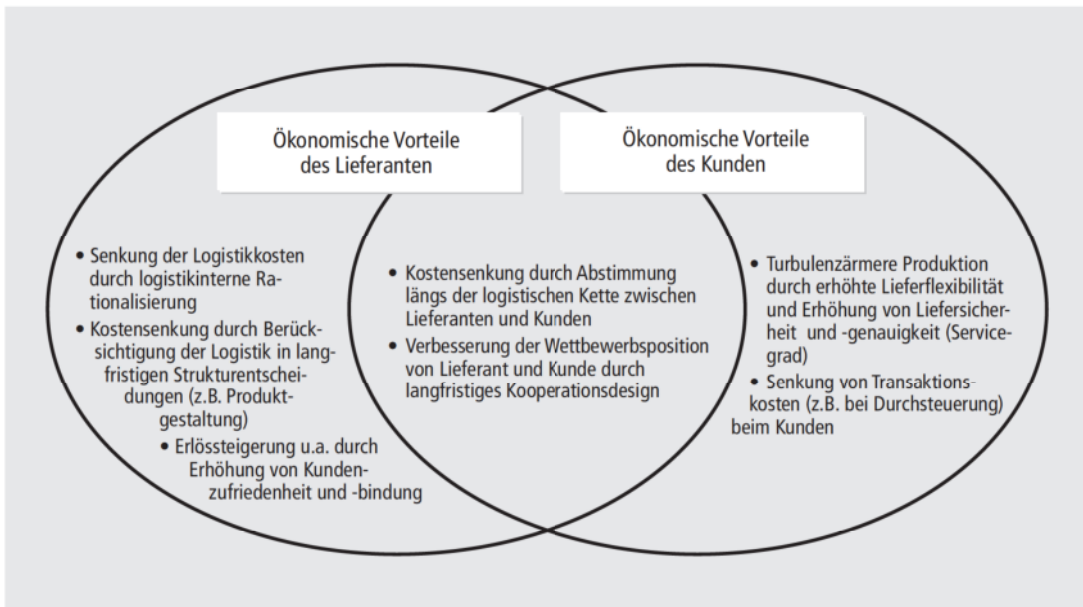 Ökonomische Vorteile
des Lieferanten
Ökonomische Vorteile
des Kunden
• Senkung der Logistikkosten
durch logistikinterne Ra-
tionalisierung
• Kostensenkung durch Berück-
sichtigung der Logistik in lang-
fristigen Strukturentschei-
dungen (z.B. Produkt-
gestaltung)
• Erlössteigerung u.a. durch
Erhöhung von Kunden-
zufriedenheit und -bindung
• Kostensenkung durch Abstimmung
längs der logistischen Kette zwischen
Lieferanten und Kunden
• Verbesserung der Wettbewerbsposition
von Lieferant und Kunde durch
langfristiges Kooperationsdesign
• Turbulenzärmere Produktion
durch erhöhte Lieferflexibilität
und Erhöhung von Liefersicher-
heit und -genauigkeit (Service-
grad)
• Senkung von Transaktions-
kosten (z.B. bei Durchsteuerung)
beim Kunden